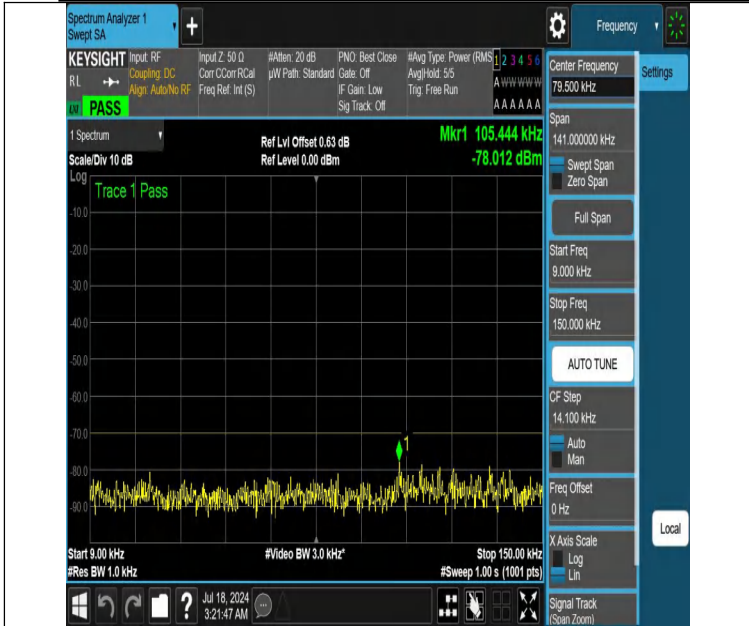 Spectrum Analyzer 1
Swept SA
+
Frequency
KEYSIGHT
RL
PASS
Input: RF
Coupling: DC
Align: Auto/No RF
Input Z: 50 Ω
Corr CCorr RCal
Freq Ref: Int (S)
#Atten: 20 dB
µW Path: Standard
PNO: Best Close
Gate: Off
IF Gain: Low
Sig Track: Off
#Avg Type: Power (RMS
Avg|Hold: 5/5
Trig: Free Run
1 2 3 4 5 6
A W W W W W
A A A A A A
1 Spectrum
Scale/Div 10 dB
Ref Lvl Offset 0.63 dB
Ref Level 0.00 dBm
Mkr1 105.444 kHz
-78.012 dBm
Log
Trace 1 Pass
-10.0
-20.0
-30.0
-40.0
-50.0
-60.0
-70.0
-80.0
-90.0
1
Start 9.00 kHz
#Res BW 1.0 kHz
#Video BW 3.0 kHz*
Stop 150.00 kHz
#Sweep 1.00 s (1001 pts)
?
Jul 18, 2024
3:21:47 AM
Center Frequency
79.500 kHz
Span
141.000000 kHz
Swept Span
Zero Span
Full Span
Start Freq
9.000 kHz
Stop Freq
150.000 kHz
AUTO TUNE
CF Step
14.100 kHz
Auto
Man
Freq Offset
0 Hz
X Axis Scale
Log
Lin
Signal Track
(Span Zoom)
Settings
Local